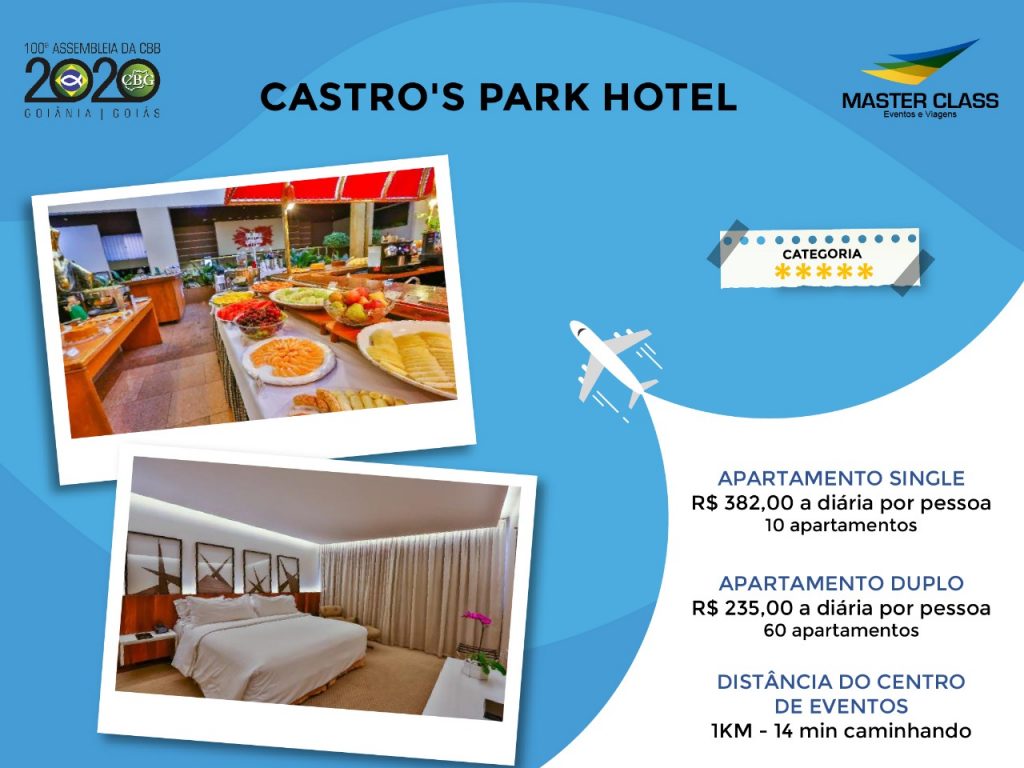 100ª ASSEMBLEIA DA CBB
2020
CBG
GOIÂNIA | GOIÁS
CASTRO'S PARK HOTEL
MASTER CLASS
Eventos e Viagens
CATEGORIA
*****
APARTAMENTO SINGLE
R$ 382,00 a diária por pessoa
10 apartamentos
APARTAMENTO DUPLO
R$ 235,00 a diária por pessoa
60 apartamentos
DISTÂNCIA DO CENTRO
DE EVENTOS
1KM - 14 min caminhando